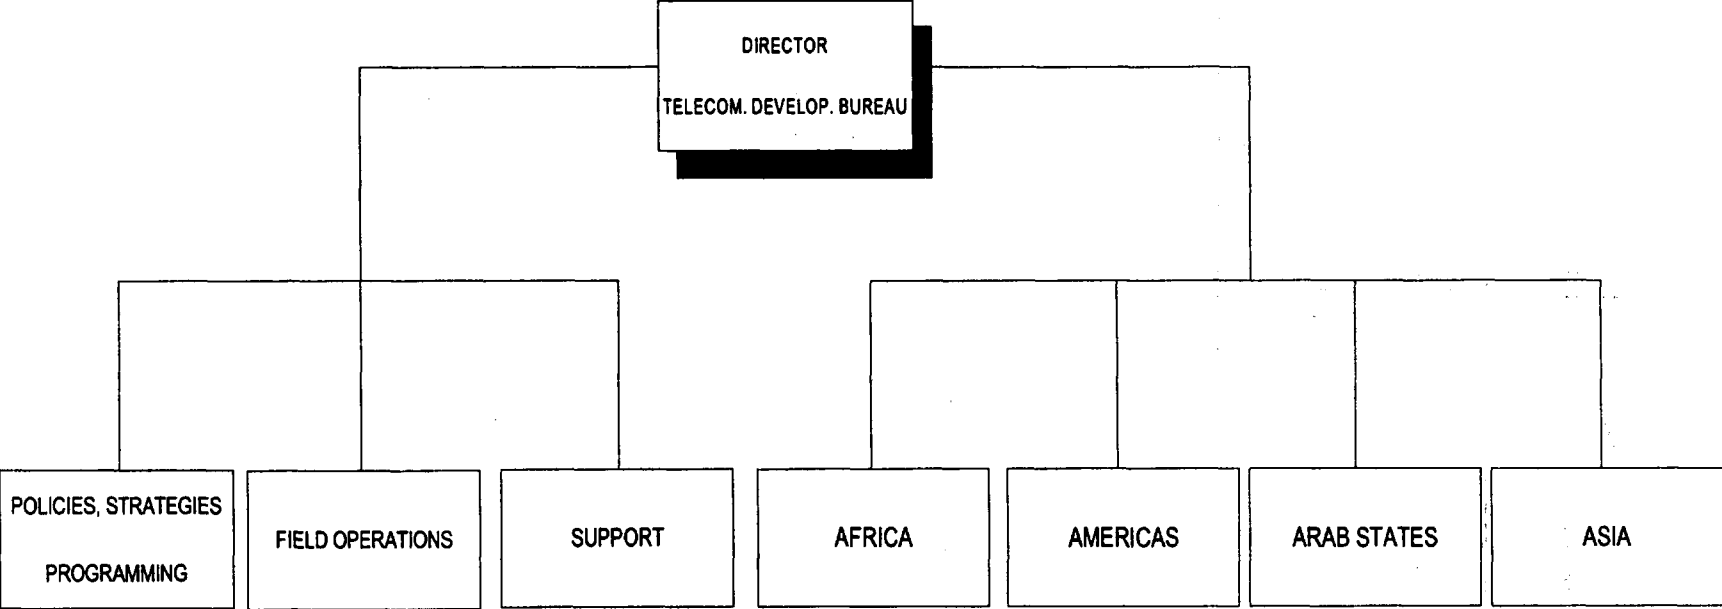 DIRECTOR
TELECOM. DEVELOP. BUREAU
POLICIES, STRATEGIES
PROGRAMMING
FIELD OPERATIONS
SUPPORT
AFRICA
AMERICAS
ARAB STATES
ASIA